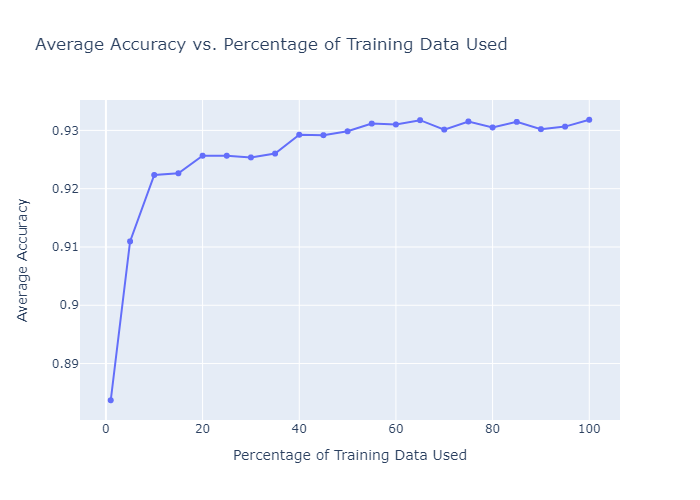 Average Accuracy vs. Percentage of Training Data Used
Average Accuracy
0.93
0.92
0.91
0.9
0.89
0 20 40 60 80 100
Percentage of Training Data Used